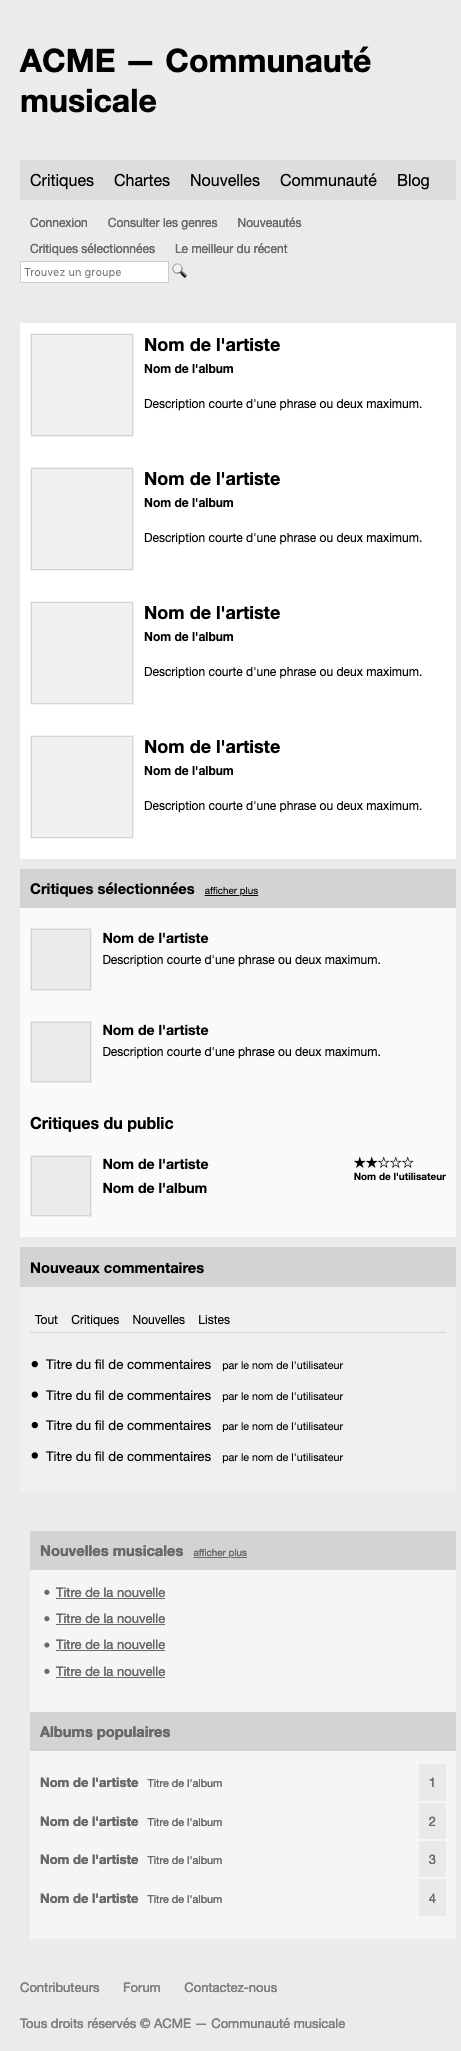 ACME — Communauté
musicale
Critiques Chartes Nouvelles Communauté Blog
Connexion Consulter les genres Nouveautés
Critiques sélectionnées Le meilleur du récent
Trouvez un groupe
Nom de l'artiste
Nom de l'album
Description courte d'une phrase ou deux maximum.
Nom de l'artiste
Nom de l'album
Description courte d'une phrase ou deux maximum.
Nom de l'artiste
Nom de l'album
Description courte d'une phrase ou deux maximum.
Nom de l'artiste
Nom de l'album
Description courte d'une phrase ou deux maximum.
Critiques sélectionnées afficher plus
Nom de l'artiste
Description courte d'une phrase ou deux maximum.
Nom de l'artiste
Description courte d'une phrase ou deux maximum.
Critiques du public
Nom de l'artiste ★★☆☆☆
Nom de l'utilisateur
Nom de l'album
Nouveaux commentaires
Tout Critiques Nouvelles Listes
• Titre du fil de commentaires par le nom de l'utilisateur
• Titre du fil de commentaires par le nom de l'utilisateur
• Titre du fil de commentaires par le nom de l'utilisateur
• Titre du fil de commentaires par le nom de l'utilisateur
Nouvelles musicales afficher plus
• Titre de la nouvelle
• Titre de la nouvelle
• Titre de la nouvelle
• Titre de la nouvelle
Albums populaires
Nom de l'artiste Titre de l'album 1
Nom de l'artiste Titre de l'album 2
Nom de l'artiste Titre de l'album 3
Nom de l'artiste Titre de l'album 4
Contributeurs Forum Contactez-nous
Tous droits réservés © ACME — Communauté musicale